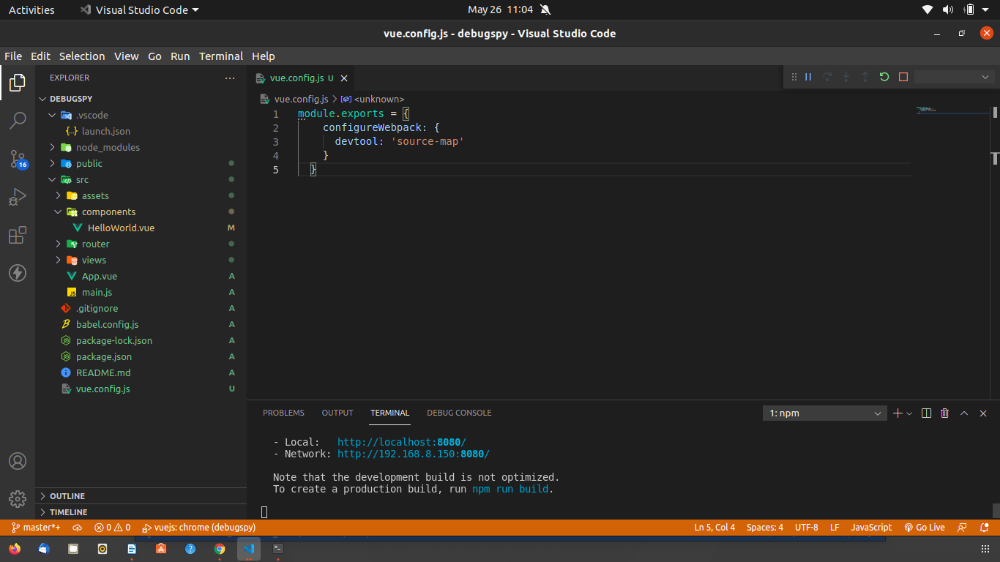 Activities
Visual Studio Code
May 26 11:04
vue.config.js - debugspy - Visual Studio Code
File Edit Selection View Go Run Terminal Help
EXPLORER
DEBUGSPY
.vscode
launch.json
node_modules
public
src
assets
components
HelloWorld.vue M
router
views
App.vue A
JS main.js A
.gitignore A
babel.config.js A
package-lock.json A
package.json A
README.md A
vue.config.js U
OUTLINE
TIMELINE
16
vue.config.js U
vue.config.js > <unknown>
1 module.exports = {
2 configureWebpack: {
3 devtool: 'source-map'
4 }
5 }
PROBLEMS OUTPUT TERMINAL DEBUG CONSOLE
1: npm
- Local: http://localhost:8080/
- Network: http://192.168.8.150:8080/
Note that the development build is not optimized.
To create a production build, run npm run build.
master*+ 0 0 vuejs: chrome (debugspy)
Ln 5, Col 4 Spaces: 4 UTF-8 LF JavaScript Go Live